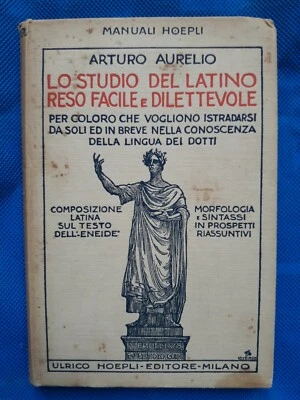 MANUALI HOEPLI
ARTURO AURELIO
LO STUDIO DEL LATINO
RESO FACILE E DILETTEVOLE
PER COLORO CHE VOGLIONO ISTRADARSI
DA SOLI ED IN BREVE NELLA CONOSCENZA
DELLA LINGUA DEI DOTTI
COMPOSIZIONE
LATINA
SUL TESTO
DELL'"ENEIDE"
MORFOLOGIA
E SINTASSI
IN PROSPETTI
RIASSUNTIVI
ULRICO HOEPLI-EDITORE-MILANO